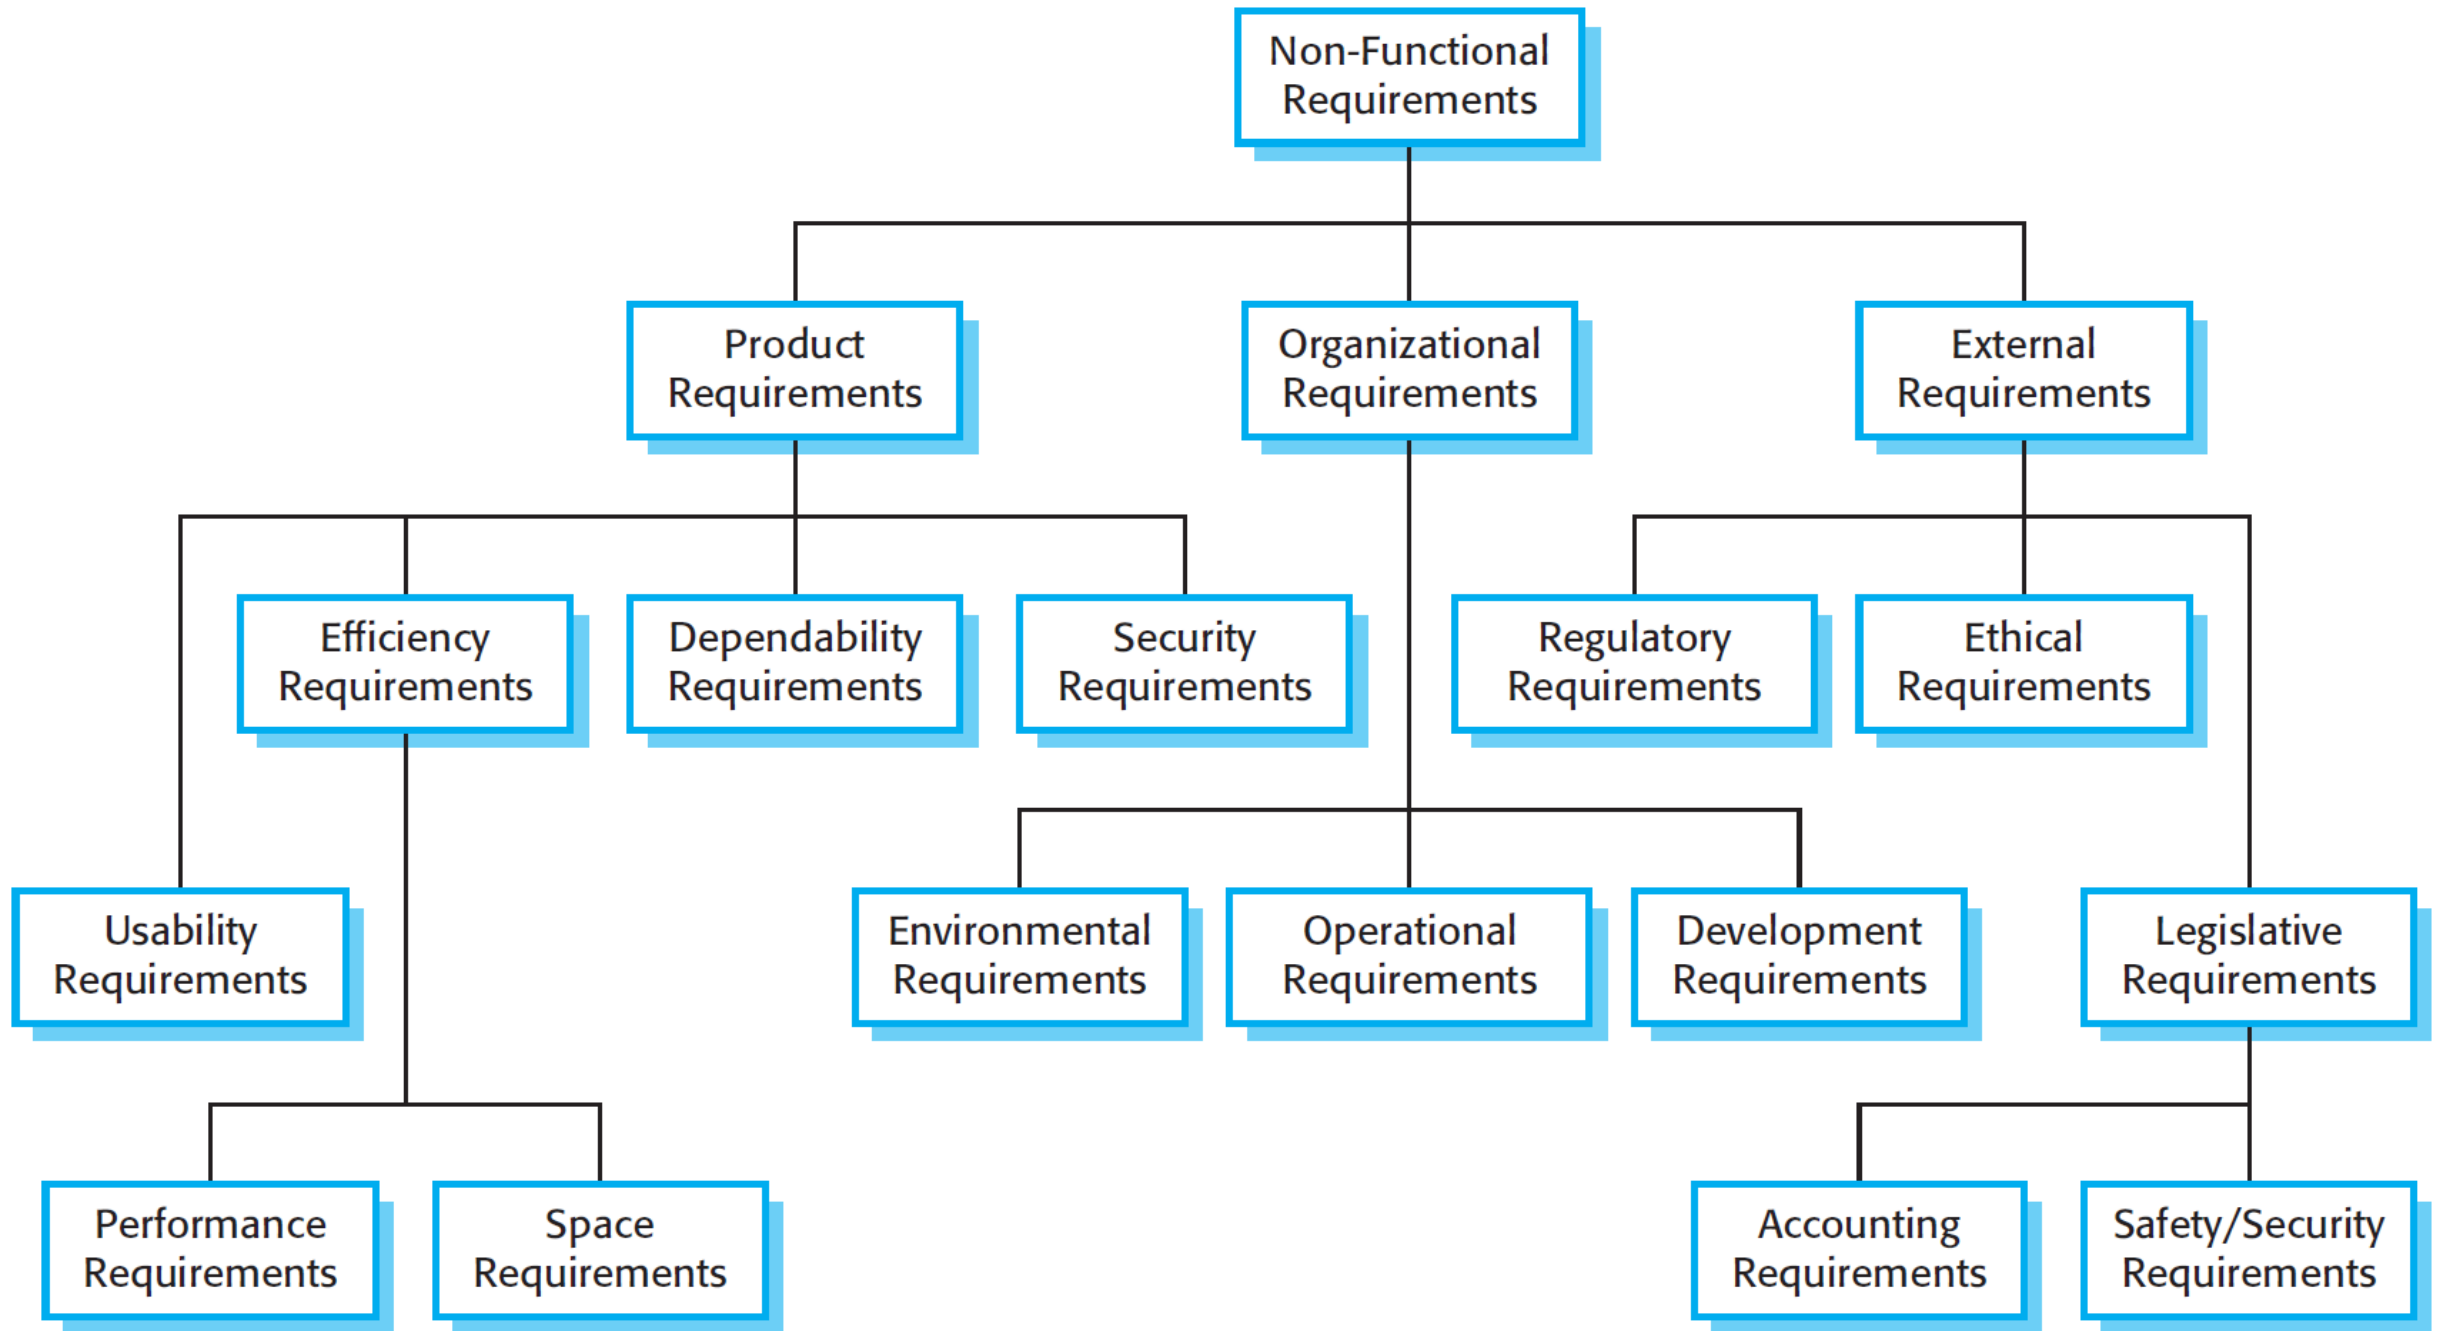 Non-Functional
Requirements
Product
Requirements
Organizational
Requirements
External
Requirements
Efficiency
Requirements
Dependability
Requirements
Security
Requirements
Regulatory
Requirements
Ethical
Requirements
Usability
Requirements
Environmental
Requirements
Operational
Requirements
Development
Requirements
Legislative
Requirements
Performance
Requirements
Space
Requirements
Accounting
Requirements
Safety/Security
Requirements